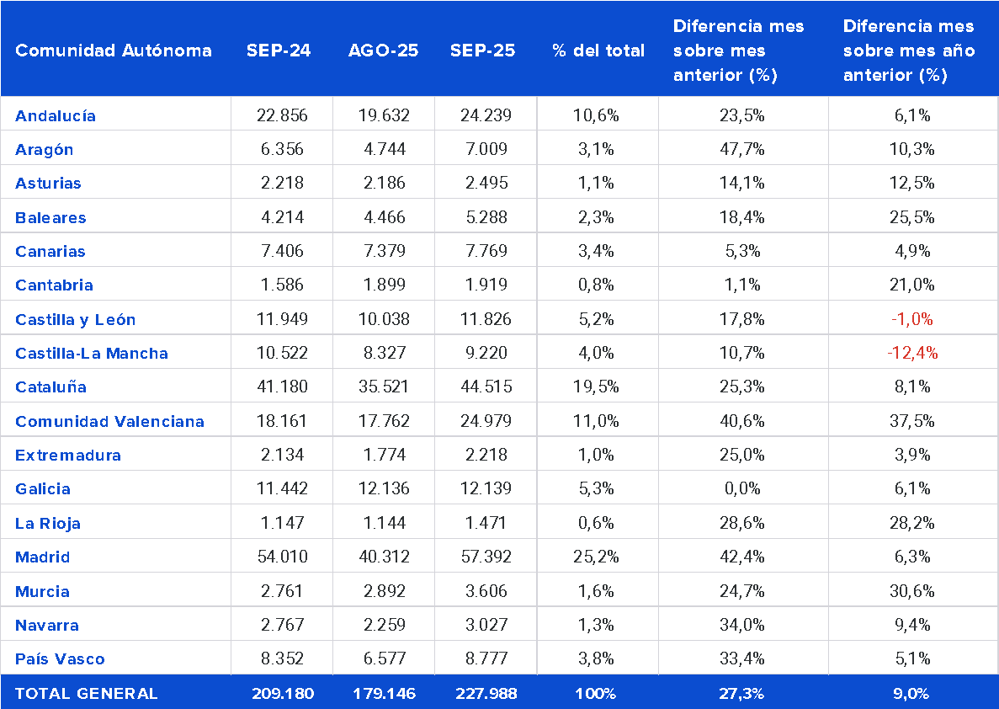 Comunidad Autónoma SEP-24 AGO-25 SEP-25 % del total Diferencia mes sobre mes anterior (%) Diferencia mes sobre mes año anterior (%)
Andalucía 22.856 19.632 24.239 10,6% 23,5% 6,1%
Aragón 6.356 4.744 7.009 3,1% 47,7% 10,3%
Asturias 2.218 2.186 2.495 1,1% 14,1% 12,5%
Baleares 4.214 4.466 5.288 2,3% 18,4% 25,5%
Canarias 7.406 7.379 7.769 3,4% 5,3% 4,9%
Cantabria 1.586 1.899 1.919 0,8% 1,1% 21,0%
Castilla y León 11.949 10.038 11.826 5,2% 17,8% -1,0%
Castilla-La Mancha 10.522 8.327 9.220 4,0% 10,7% -12,4%
Cataluña 41.180 35.521 44.515 19,5% 25,3% 8,1%
Comunidad Valenciana 18.161 17.762 24.979 11,0% 40,6% 37,5%
Extremadura 2.134 1.774 2.218 1,0% 25,0% 3,9%
Galicia 11.442 12.136 12.139 5,3% 0,0% 6,1%
La Rioja 1.147 1.144 1.471 0,6% 28,6% 28,2%
Madrid 54.010 40.312 57.392 25,2% 42,4% 6,3%
Murcia 2.761 2.892 3.606 1,6% 24,7% 30,6%
Navarra 2.767 2.259 3.027 1,3% 34,0% 9,4%
País Vasco 8.352 6.577 8.777 3,8% 33,4% 5,1%
TOTAL GENERAL 209.180 179.146 227.988 100% 27,3% 9,0%